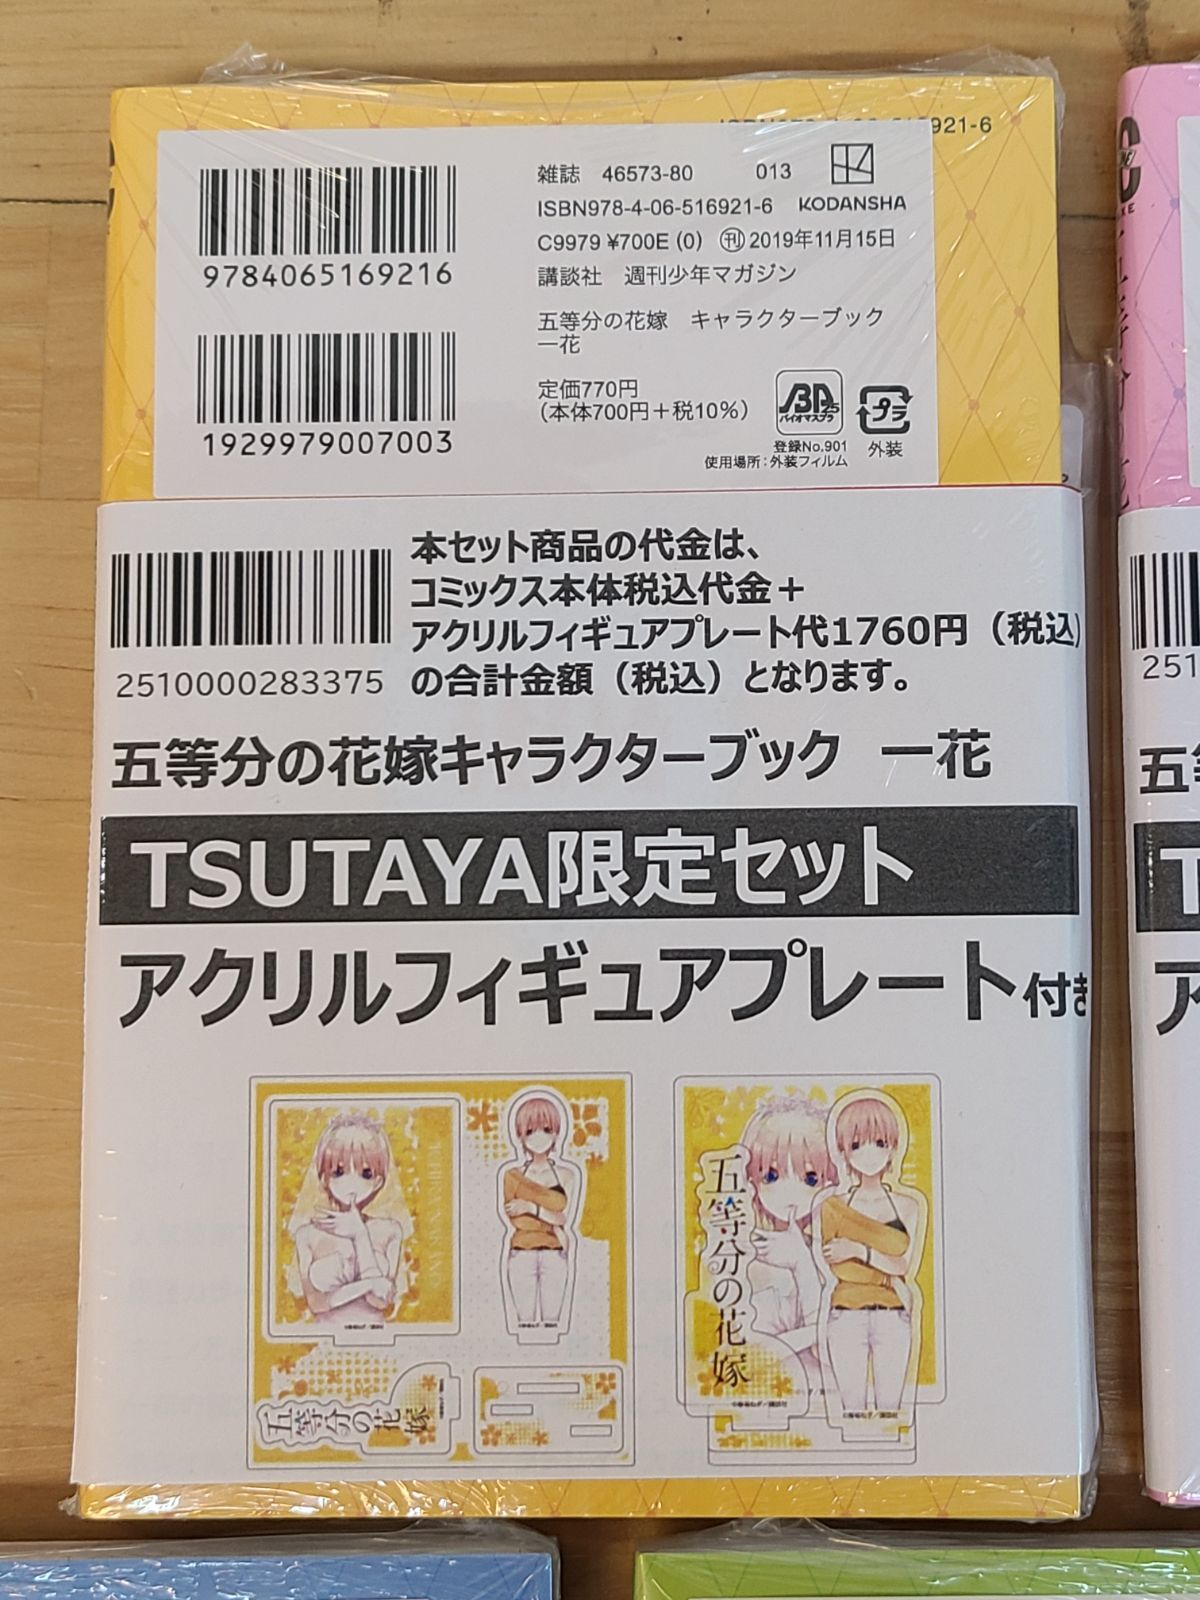 921-6
雑誌 46573-80 013
ISBN978-4-06-516921-6 KODANSHA
C9979 ¥700E (0) ㊗2019年11月15日
講談社 週刊少年マガジン
9784065169216
五等分の花嫁 キャラクターブック
一花
定価770円
(本体700円+税10%)
1929979007003
BP25
バイオマスプラ
登録No.901
使用場所:外装フィルム
プラ
外装
本セット商品の代金は、
コミックス本体税込代金+
アクリルフィギュアプレート代1760円(税込)
の合計金額(税込)となります。
2510000283375
五等分の花嫁キャラクターブック 一花
TSUTAYA限定セット
アクリルフィギュアプレート付き
五等分の花嫁
五等分の花嫁
251
五等分